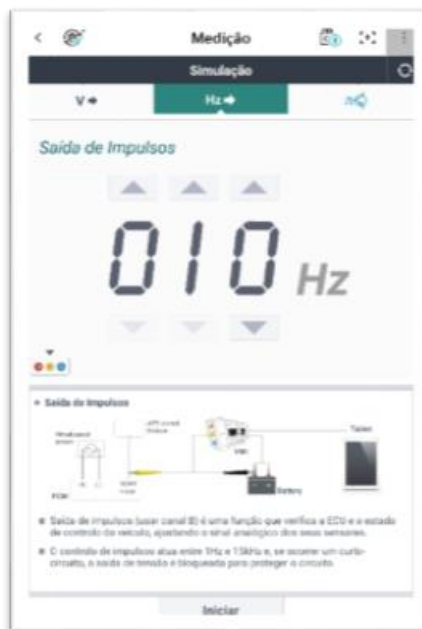 Medição
Simulação
V
Hz
Saída de Impulsos
010 Hz
Saída de Impulsos
Tablet
Battery
Saída de impulsos (usar canal B) é uma função que verifica a ECU e o estado
de controlo do veículo, ajustando o sinal analógico dos seus sensores.
O controlo de impulsos atua entre 1Hz e 15kHz e, se ocorrer um curto-
circuito, a saída de tensão é bloqueada para proteger o circuito.
Iniciar